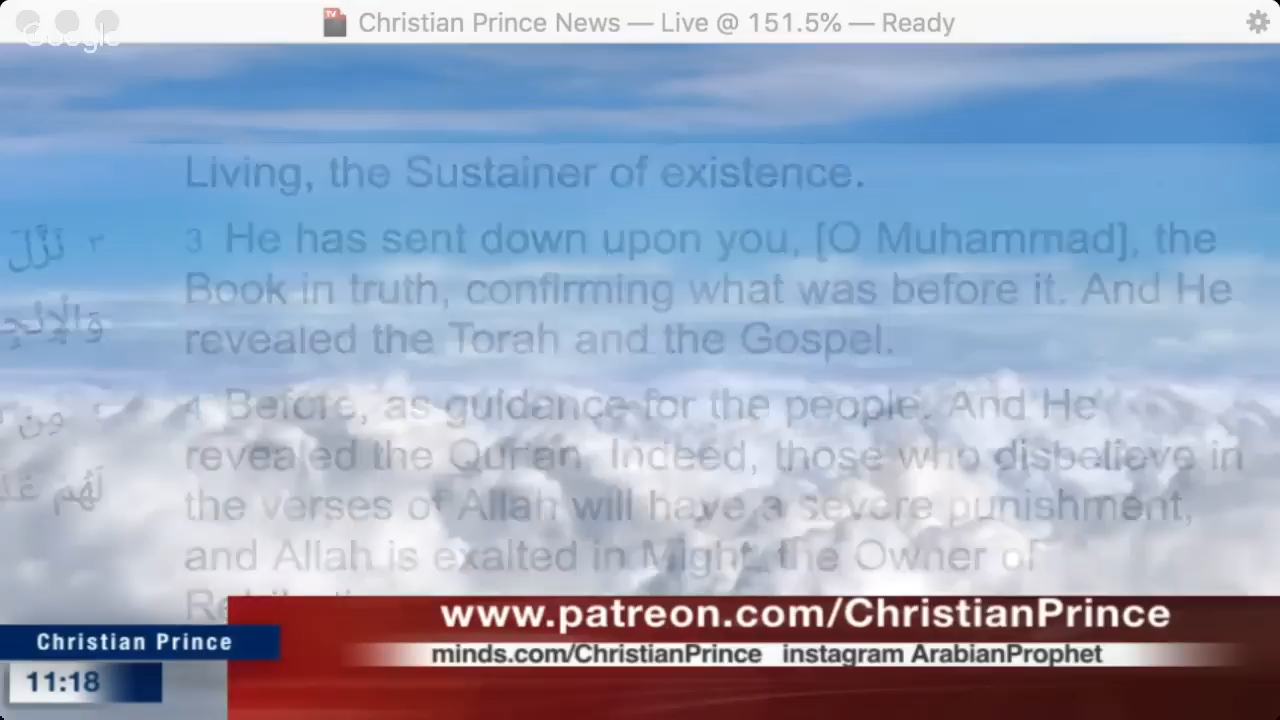 Google
Christian Prince News — Live @ 151.5% — Ready
Living, the Sustainer of existence.
نَزَّلَ ٣
3 He has sent down upon you, [O Muhammad], the
Book in truth, confirming what was before it. And He
revealed the Torah and the Gospel.
4 Before, as guidance for the people. And He
مِن
revealed the Qur'an. Indeed, those who disbelieve in
لَهُمْ
the verses of Allah will have a severe punishment,
and Allah is exalted in Might, the Owner of
www.patreon.com/ChristianPrince
Christian Prince
minds.com/ChristianPrince instagram ArabianProphet
11:18